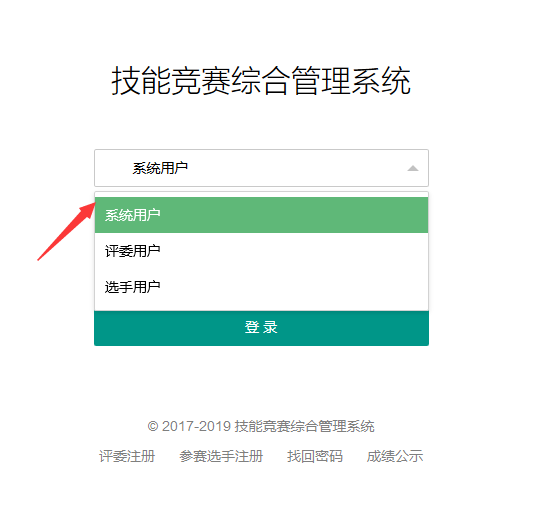 技能竞赛综合管理系统
系统用户
系统用户
评委用户
选手用户
登 录
© 2017-2019 技能竞赛综合管理系统
评委注册 参赛选手注册 找回密码 成绩公示